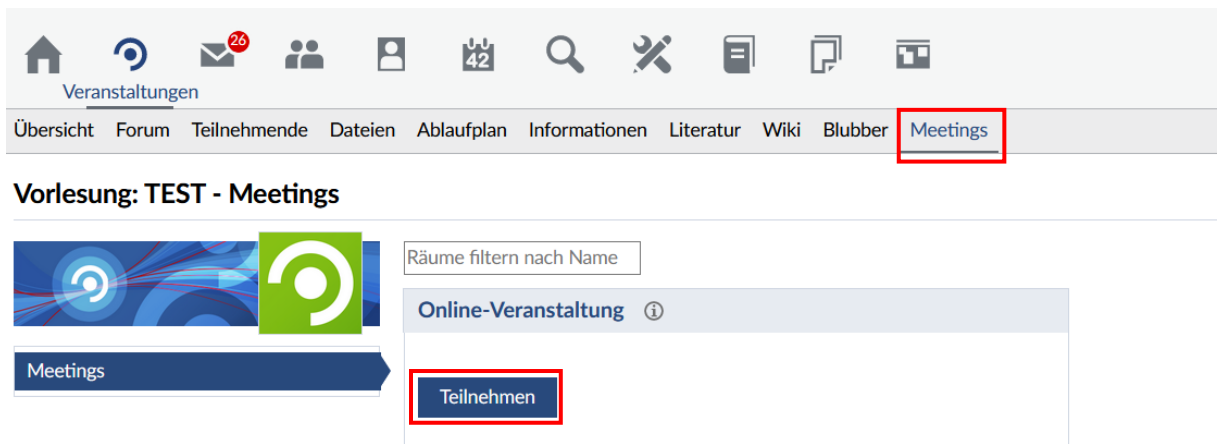 26
42
Veranstaltungen
Übersicht Forum Teilnehmende Dateien Ablaufplan Informationen Literatur Wiki Blubber Meetings
Vorlesung: TEST - Meetings
Räume filtern nach Name
Online-Veranstaltung
Meetings
Teilnehmen